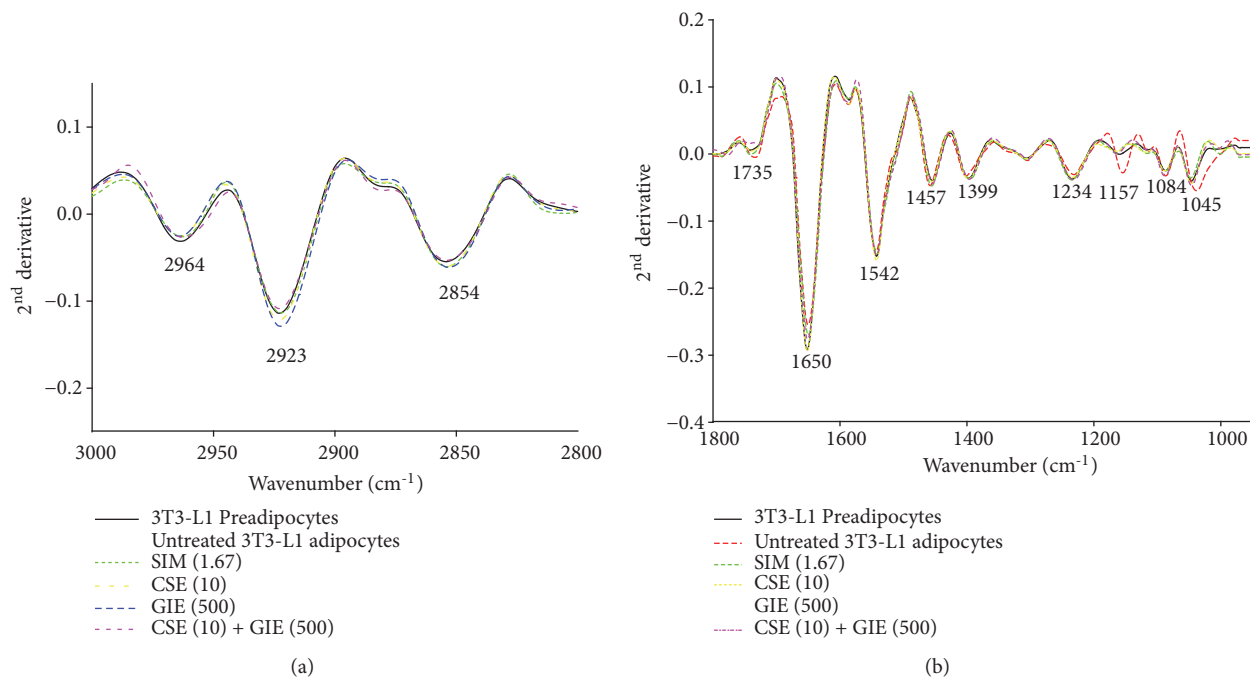 0.1
0.0
−0.1
−0.2
2nd derivative
2964
2923
2854
3000 2950 2900 2850 2800
Wavenumber (cm-1)
3T3-L1 Preadipocytes
Untreated 3T3-L1 adipocytes
SIM (1.67)
CSE (10)
GIE (500)
CSE (10) + GIE (500)
(a)
0.2
0.1
0.0
−0.1
−0.2
−0.3
−0.4
2nd derivative
1735
1650
1542
1457
1399
1234
1157
1084
1045
1800 1600 1400 1200 1000
Wavenumber (cm-1)
3T3-L1 Preadipocytes
Untreated 3T3-L1 adipocytes
SIM (1.67)
CSE (10)
GIE (500)
CSE (10) + GIE (500)
(b)